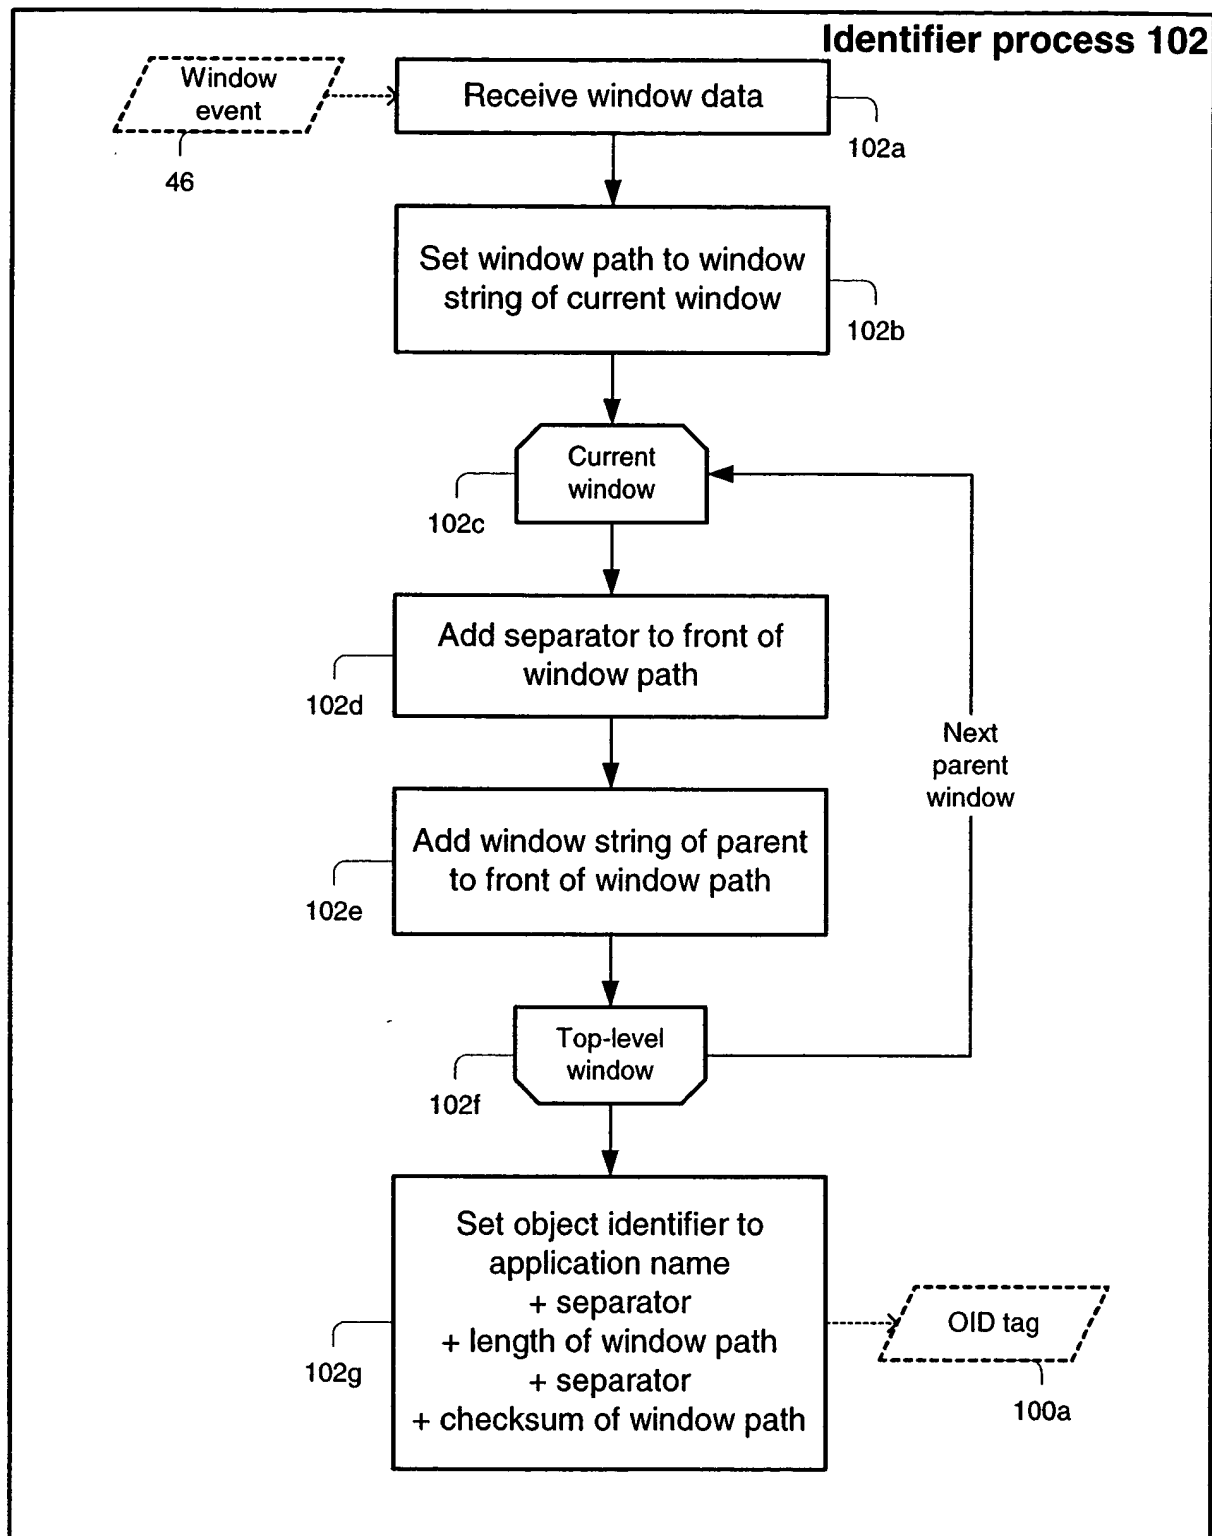 Identifier process 102
Window
event
46
Receive window data
102a
Set window path to window
string of current window
102b
Current
window
102c
Add separator to front of
window path
102d
Next
parent
window
Add window string of parent
to front of window path
102e
Top-level
window
102f
Set object identifier to
application name
+ separator
+ length of window path
+ separator
+ checksum of window path
102g
OID tag
100a